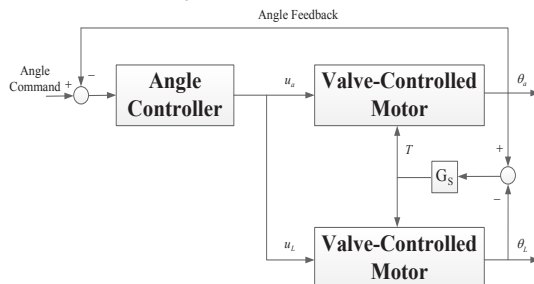 Angle Feedback
Angle
Command
+
−
Angle
Controller
u_a
Valve-Controlled
Motor
θ_a
T
G_S
+
−
u_L
Valve-Controlled
Motor
θ_L